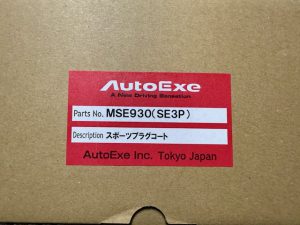 AutoExe
A New Driving Sensation
Parts No. MSE930(SE3P)
Description スポーツプラグコート
AutoExe Inc. Tokyo Japan